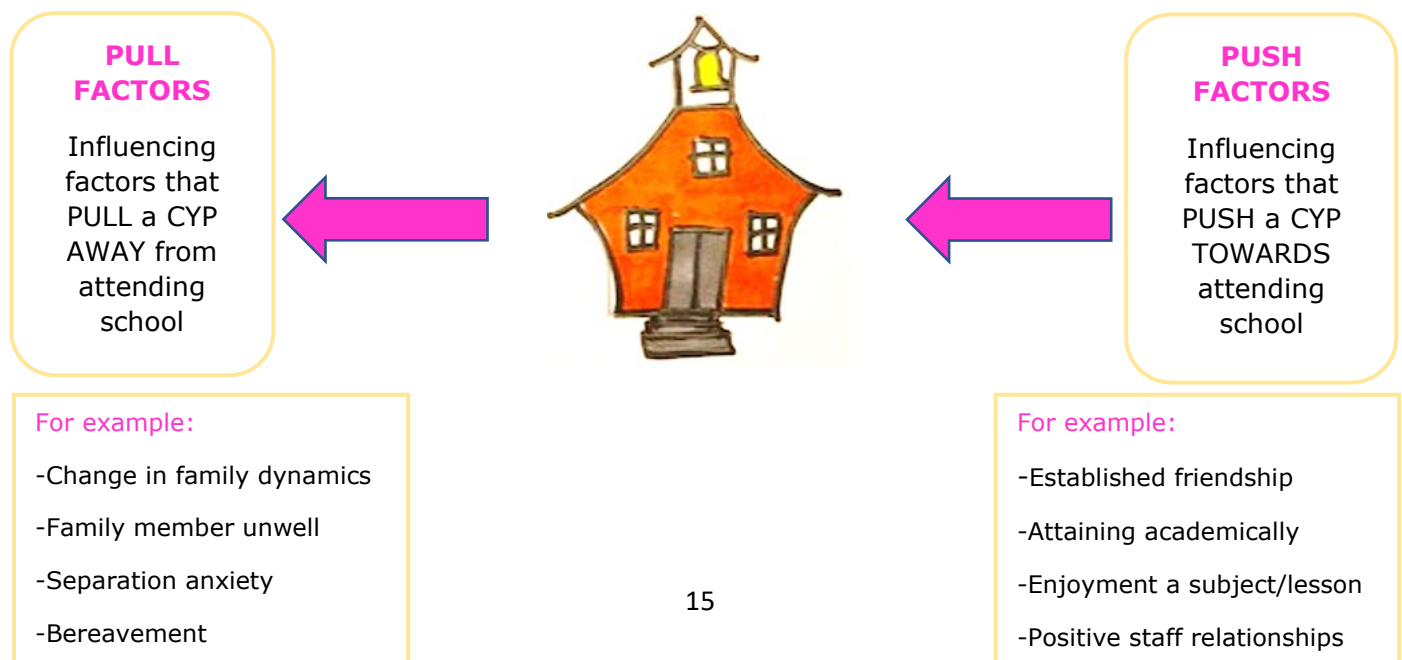 PULL
FACTORS
Influencing
factors that
PULL a CYP
AWAY from
attending
school
PUSH
FACTORS
Influencing
factors that
PUSH a CYP
TOWARDS
attending
school
For example:
-Change in family dynamics
-Family member unwell
-Separation anxiety
-Bereavement
For example:
-Established friendship
-Attaining academically
-Enjoyment a subject/lesson
-Positive staff relationships
15